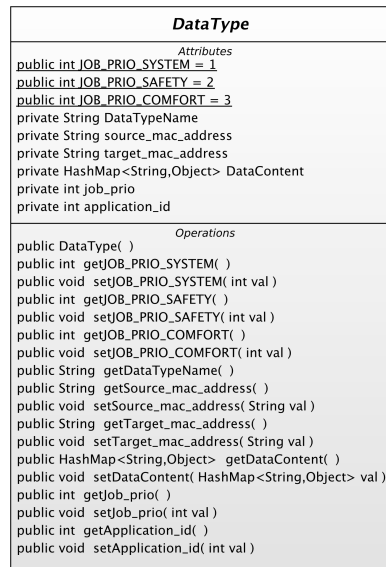 DataType
Attributes
public int JOB_PRIO_SYSTEM = 1
public int JOB_PRIO_SAFETY = 2
public int JOB_PRIO_COMFORT = 3
private String DataTypeName
private String source_mac_address
private String target_mac_address
private HashMap<String,Object> DataContent
private int job_prio
private int application_id
Operations
public DataType( )
public int getJOB_PRIO_SYSTEM( )
public void setJOB_PRIO_SYSTEM( int val )
public int getJOB_PRIO_SAFETY( )
public void setJOB_PRIO_SAFETY( int val )
public int getJOB_PRIO_COMFORT( )
public void setJOB_PRIO_COMFORT( int val )
public String getDataTypeName( )
public String getSource_mac_address( )
public void setSource_mac_address( String val )
public String getTarget_mac_address( )
public void setTarget_mac_address( String val )
public HashMap<String,Object> getDataContent( )
public void setDataContent( HashMap<String,Object> val )
public int getJob_prio( )
public void setJob_prio( int val )
public int getApplication_id( )
public void setApplication_id( int val )